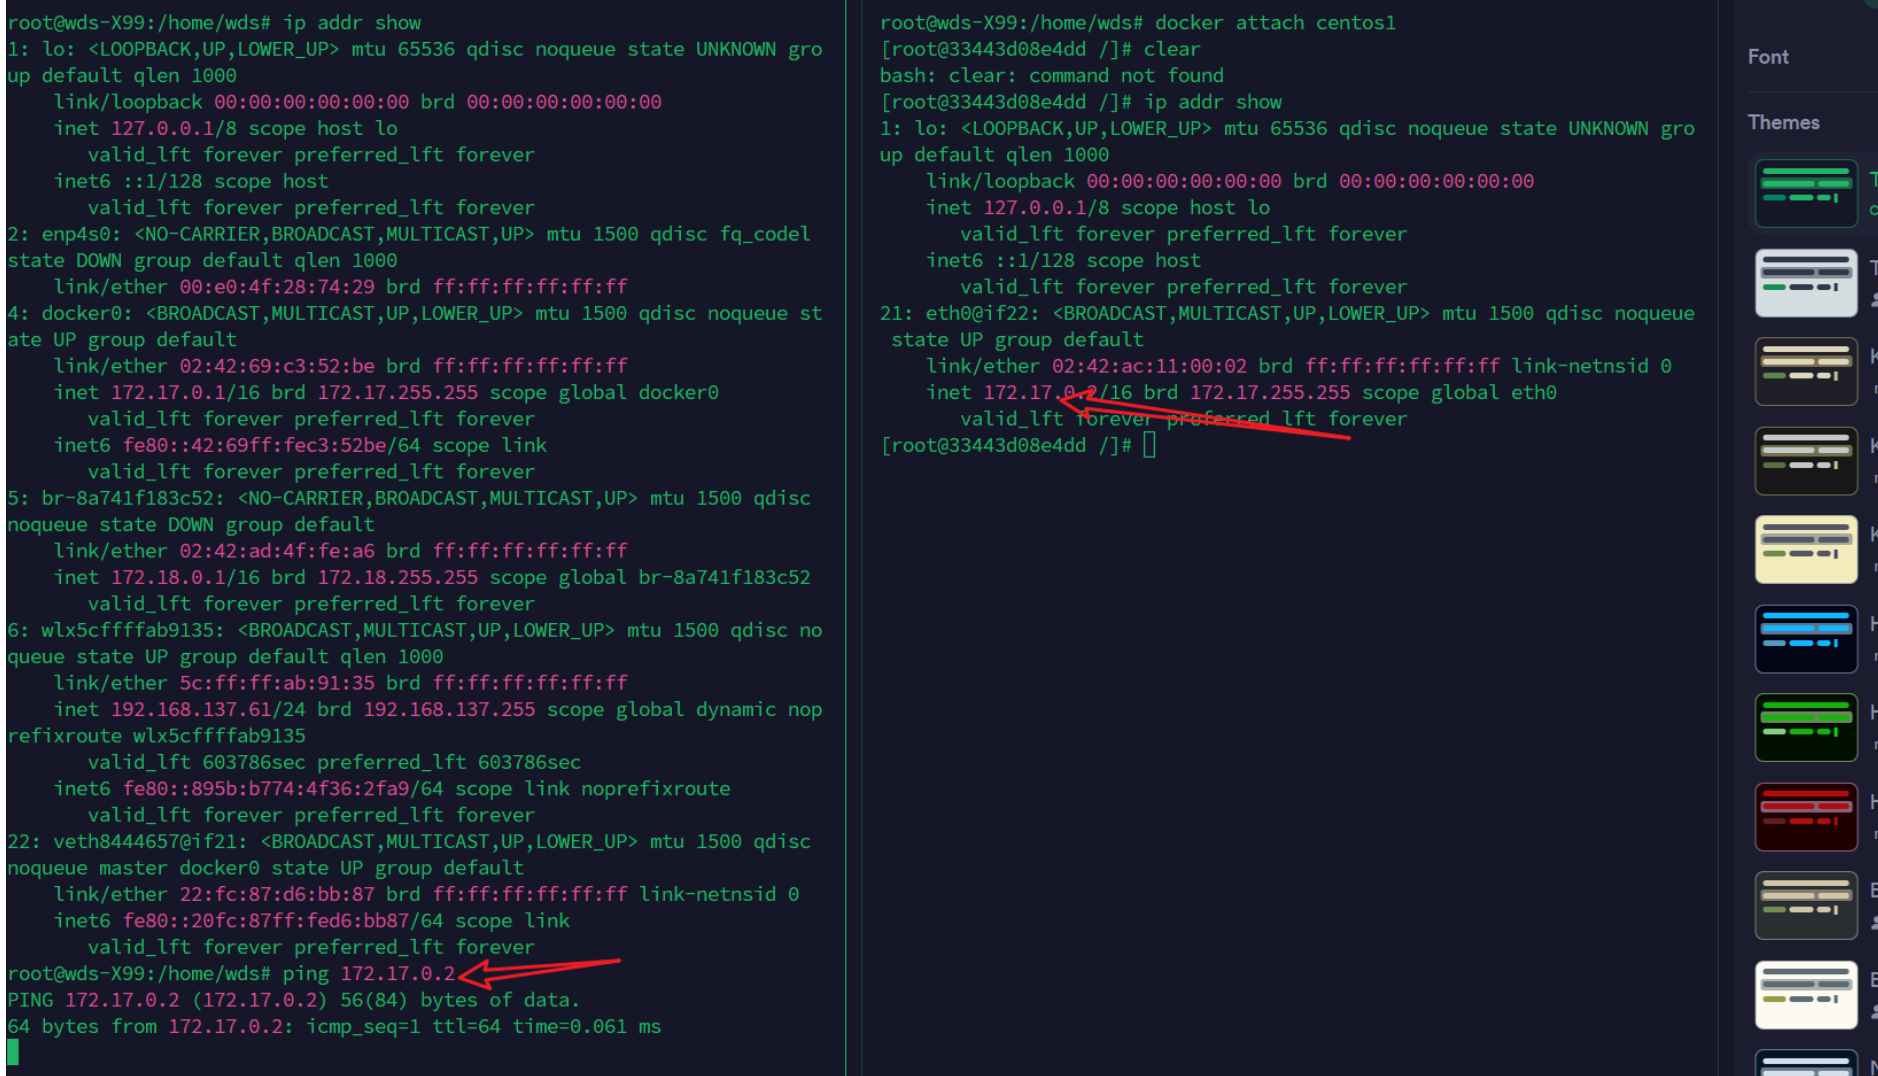 root@wds-X99:/home/wds# ip addr show
1: lo: <LOOPBACK,UP,LOWER_UP> mtu 65536 qdisc noqueue state UNKNOWN gro
up default qlen 1000
link/loopback 00:00:00:00:00:00 brd 00:00:00:00:00:00
inet 127.0.0.1/8 scope host lo
valid_lft forever preferred_lft forever
inet6 ::1/128 scope host
valid_lft forever preferred_lft forever
2: enp4s0: <NO-CARRIER,BROADCAST,MULTICAST,UP> mtu 1500 qdisc fq_codel
state DOWN group default qlen 1000
link/ether 00:e0:4f:28:74:29 brd ff:ff:ff:ff:ff:ff
4: docker0: <BROADCAST,MULTICAST,UP,LOWER_UP> mtu 1500 qdisc noqueue st
ate UP group default
link/ether 02:42:69:c3:52:be brd ff:ff:ff:ff:ff:ff
inet 172.17.0.1/16 brd 172.17.255.255 scope global docker0
valid_lft forever preferred_lft forever
inet6 fe80::42:69ff:fec3:52be/64 scope link
valid_lft forever preferred_lft forever
5: br-8a741f183c52: <NO-CARRIER,BROADCAST,MULTICAST,UP> mtu 1500 qdisc
noqueue state DOWN group default
link/ether 02:42:ad:4f:fe:a6 brd ff:ff:ff:ff:ff:ff
inet 172.18.0.1/16 brd 172.18.255.255 scope global br-8a741f183c52
valid_lft forever preferred_lft forever
6: wlx5cffffab9135: <BROADCAST,MULTICAST,UP,LOWER_UP> mtu 1500 qdisc no
queue state UP group default qlen 1000
link/ether 5c:ff:ff:ab:91:35 brd ff:ff:ff:ff:ff:ff
inet 192.168.137.61/24 brd 192.168.137.255 scope global dynamic nop
refixroute wlx5cffffab9135
valid_lft 603786sec preferred_lft 603786sec
inet6 fe80::895b:b774:4f36:2fa9/64 scope link noprefixroute
valid_lft forever preferred_lft forever
22: veth8444657@if21: <BROADCAST,MULTICAST,UP,LOWER_UP> mtu 1500 qdisc
noqueue master docker0 state UP group default
link/ether 22:fc:87:d6:bb:87 brd ff:ff:ff:ff:ff:ff link-netnsid 0
inet6 fe80::20fc:87ff:fed6:bb87/64 scope link
valid_lft forever preferred_lft forever
root@wds-X99:/home/wds# ping 172.17.0.2
PING 172.17.0.2 (172.17.0.2) 56(84) bytes of data.
64 bytes from 172.17.0.2: icmp_seq=1 ttl=64 time=0.061 ms
root@wds-X99:/home/wds# docker attach centos1
[root@33443d08e4dd /]# clear
bash: clear: command not found
[root@33443d08e4dd /]# ip addr show
1: lo: <LOOPBACK,UP,LOWER_UP> mtu 65536 qdisc noqueue state UNKNOWN gro
up default qlen 1000
link/loopback 00:00:00:00:00:00 brd 00:00:00:00:00:00
inet 127.0.0.1/8 scope host lo
valid_lft forever preferred_lft forever
inet6 ::1/128 scope host
valid_lft forever preferred_lft forever
21: eth0@if22: <BROADCAST,MULTICAST,UP,LOWER_UP> mtu 1500 qdisc noqueue
state UP group default
link/ether 02:42:ac:11:00:02 brd ff:ff:ff:ff:ff:ff link-netnsid 0
inet 172.17.0.2/16 brd 172.17.255.255 scope global eth0
valid_lft forever preferred_lft forever
[root@33443d08e4dd /]#
Font
Themes